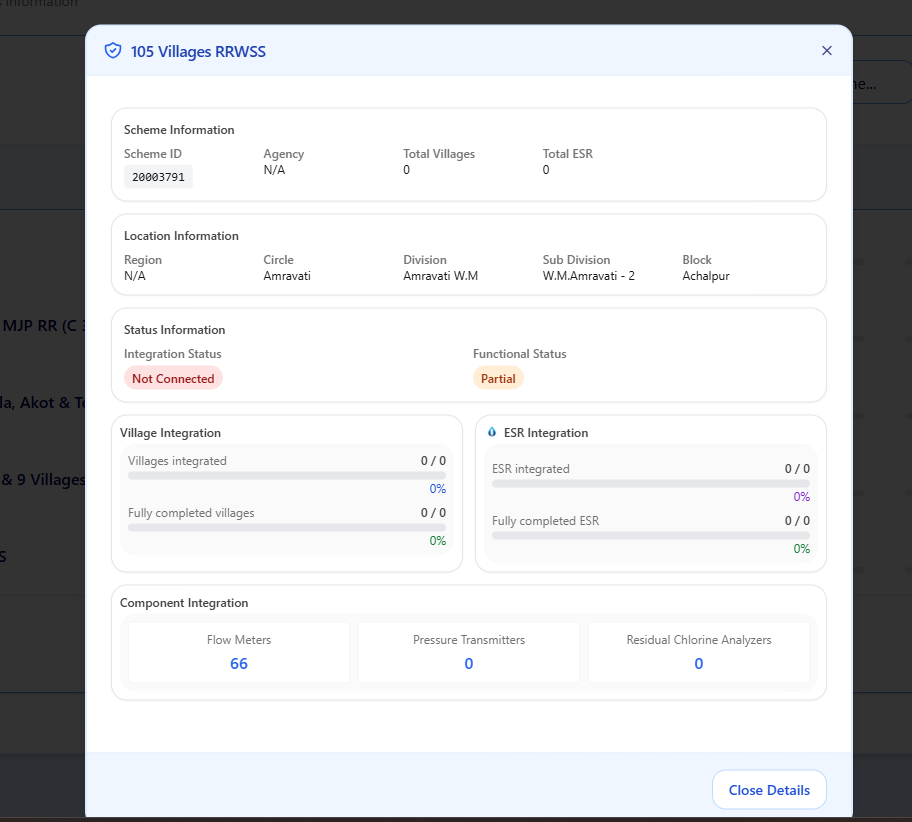 s Information
105 Villages RRWSS
Scheme Information
Scheme ID Agency Total Villages Total ESR
20003791 N/A 0 0
Location Information
Region Circle Division Sub Division Block
N/A Amravati Amravati W.M W.M.Amravati - 2 Achalpur
Status Information
Integration Status Functional Status
Not Connected Partial
Village Integration
Villages integrated 0 / 0
0%
Fully completed villages 0 / 0
0%
ESR Integration
ESR integrated 0 / 0
0%
Fully completed ESR 0 / 0
0%
Component Integration
Flow Meters Pressure Transmitters Residual Chlorine Analyzers
66 0 0
Close Details
MJP RR (C
la, Akot & Te
& 9 Villages
S